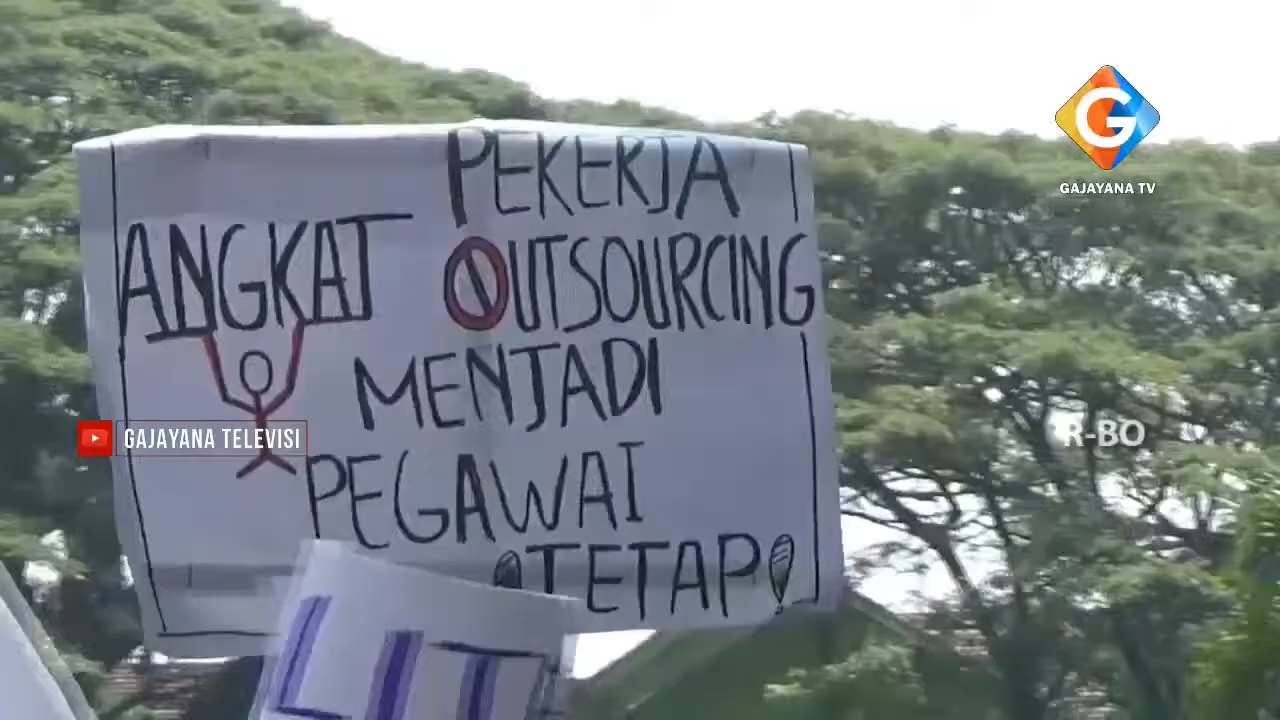 PEKERJA
ANGKAT OUTSOURCING
MENJADI
PEGAWAI
TETAP!
G
GAJAYANA TV
GAJAYANA TELEVISI
R-BO